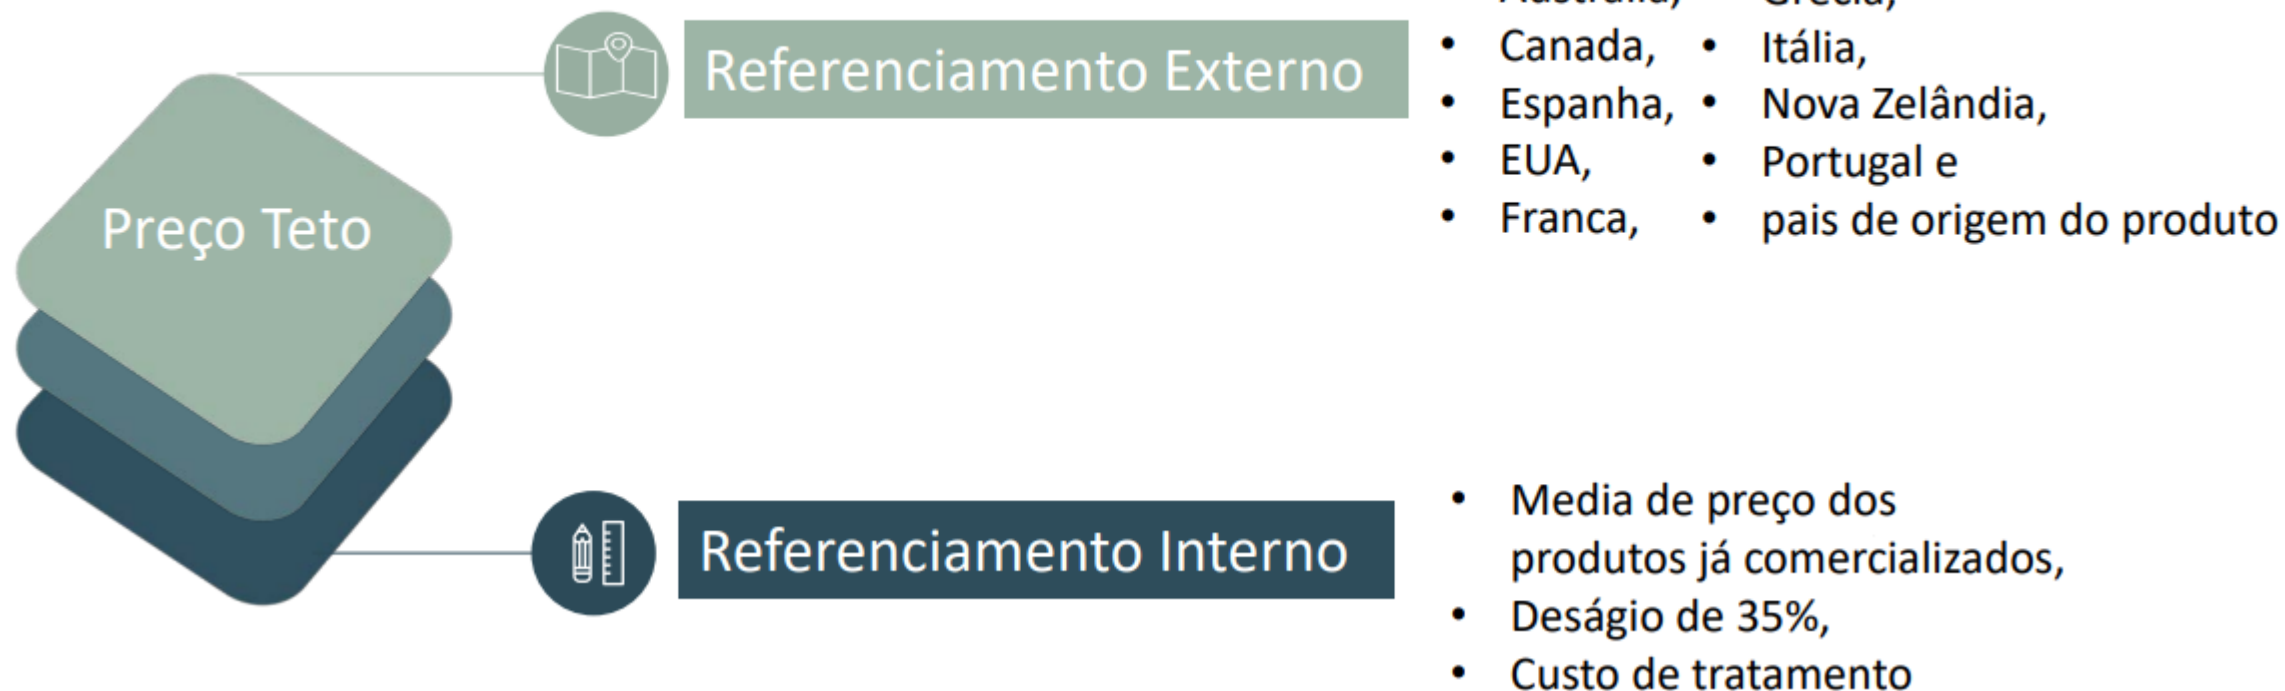 Referenciamento Externo
Preço Teto
Canada,
Espanha,
EUA,
Franca,
Itália,
Nova Zelândia,
Portugal e
pais de origem do produto
Referenciamento Interno
Media de preço dos
produtos já comercializados,
Deságio de 35%,
Custo de tratamento